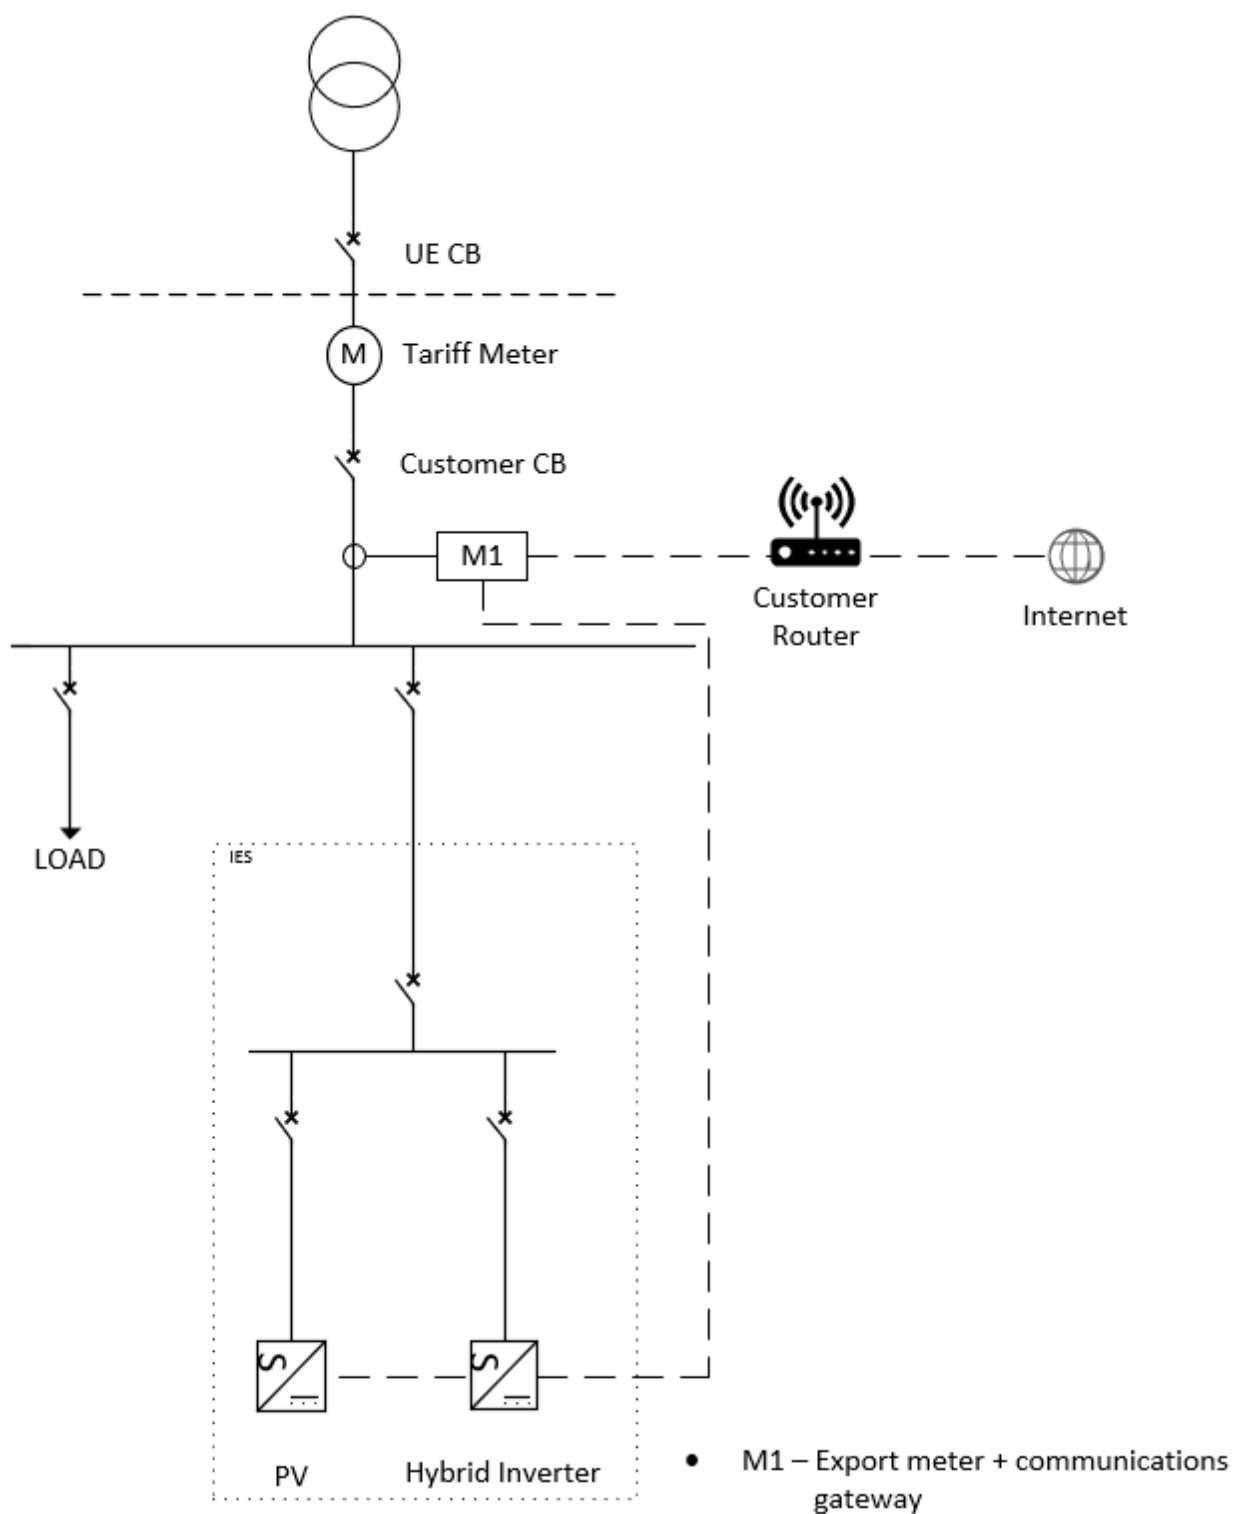 UE CB
M
Tariff Meter
Customer CB
M1
Customer
Router
Internet
LOAD
IES
PV
Hybrid Inverter
• M1 – Export meter + communications
gateway